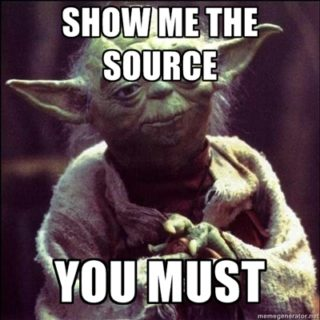 SHOW ME THE
SOURCE
YOU MUST
memegenerator.net